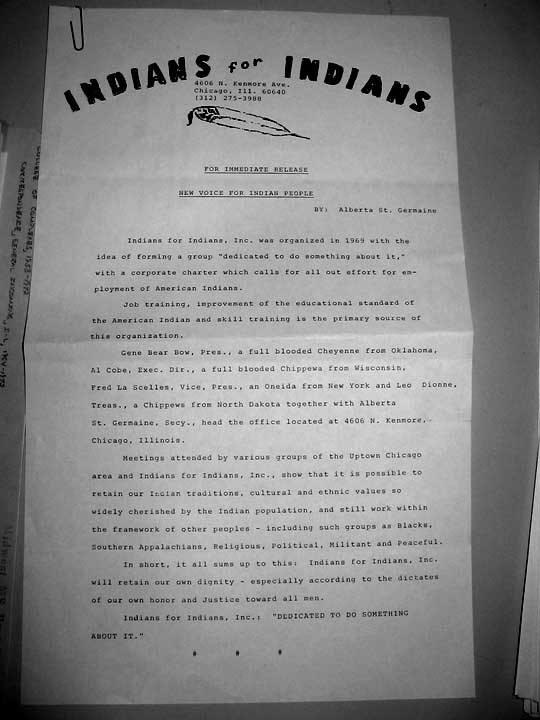 INDIANS for INDIANS
4606 N. Kenmore Ave.
Chicago, Ill. 60640
(312) 275-3988
FOR IMMEDIATE RELEASE
NEW VOICE FOR INDIAN PEOPLE
BY: Alberta St. Germaine
Indians for Indians, Inc. was organized in 1969 with the
idea of forming a group "dedicated to do something about it,"
with a corporate charter which calls for all out effort for em-
ployment of American Indians.
Job training, improvement of the educational standard of
the American Indian and skill training is the primary source of
this organization.
Gene Bear Bow, Pres., a full blooded Cheyenne from Oklahoma,
Al Cobe, Exec. Dir., a full blooded Chippewa from Wisconsin,
Fred La Scelles, Vice, Pres., an Oneida from New York and Leo Dionne,
Treas., a Chippews from North Dakota together with Alberta
St. Germaine, Secy., head the office located at 4606 N. Kenmore,
Chicago, Illinois.
Meetings attended by various groups of the Uptown Chicago
area and Indians for Indians, Inc., show that it is possible to
retain our Indian traditions, cultural and ethnic values so
widely cherished by the Indian population, and still work within
the framework of other peoples - including such groups as Blacks,
Southern Appalachians, Religious, Political, Militant and Peaceful.
In short, it all sums up to this: Indians for Indians, Inc.
will retain our own dignity - especially according to the dictates
of our own honor and Justice toward all men.
Indians for Indians, Inc.: "DEDICATED TO DO SOMETHING
ABOUT IT."
# # #